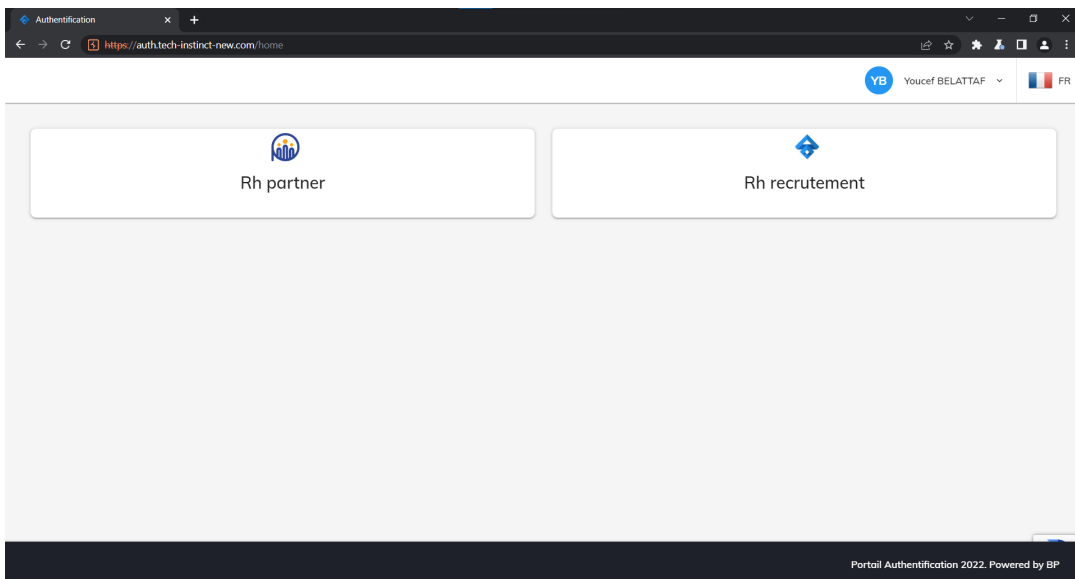 Authentification
https://auth.tech-instinct-new.com/home
YB Youcef BELATTAF FR
Rh partner
Rh recrutement
Portail Authentification 2022. Powered by BP